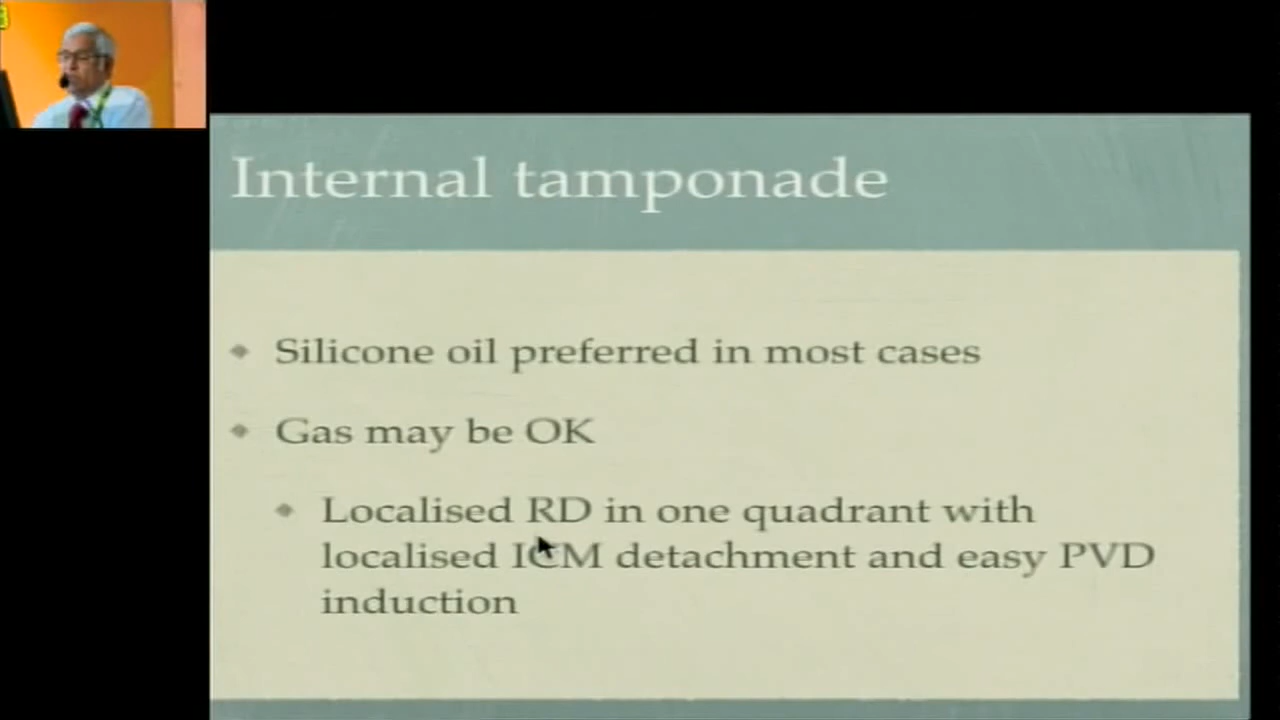 Internal tamponade
Silicone oil preferred in most cases
Gas may be OK
Localised RD in one quadrant with
localised ICM detachment and easy PVD
induction